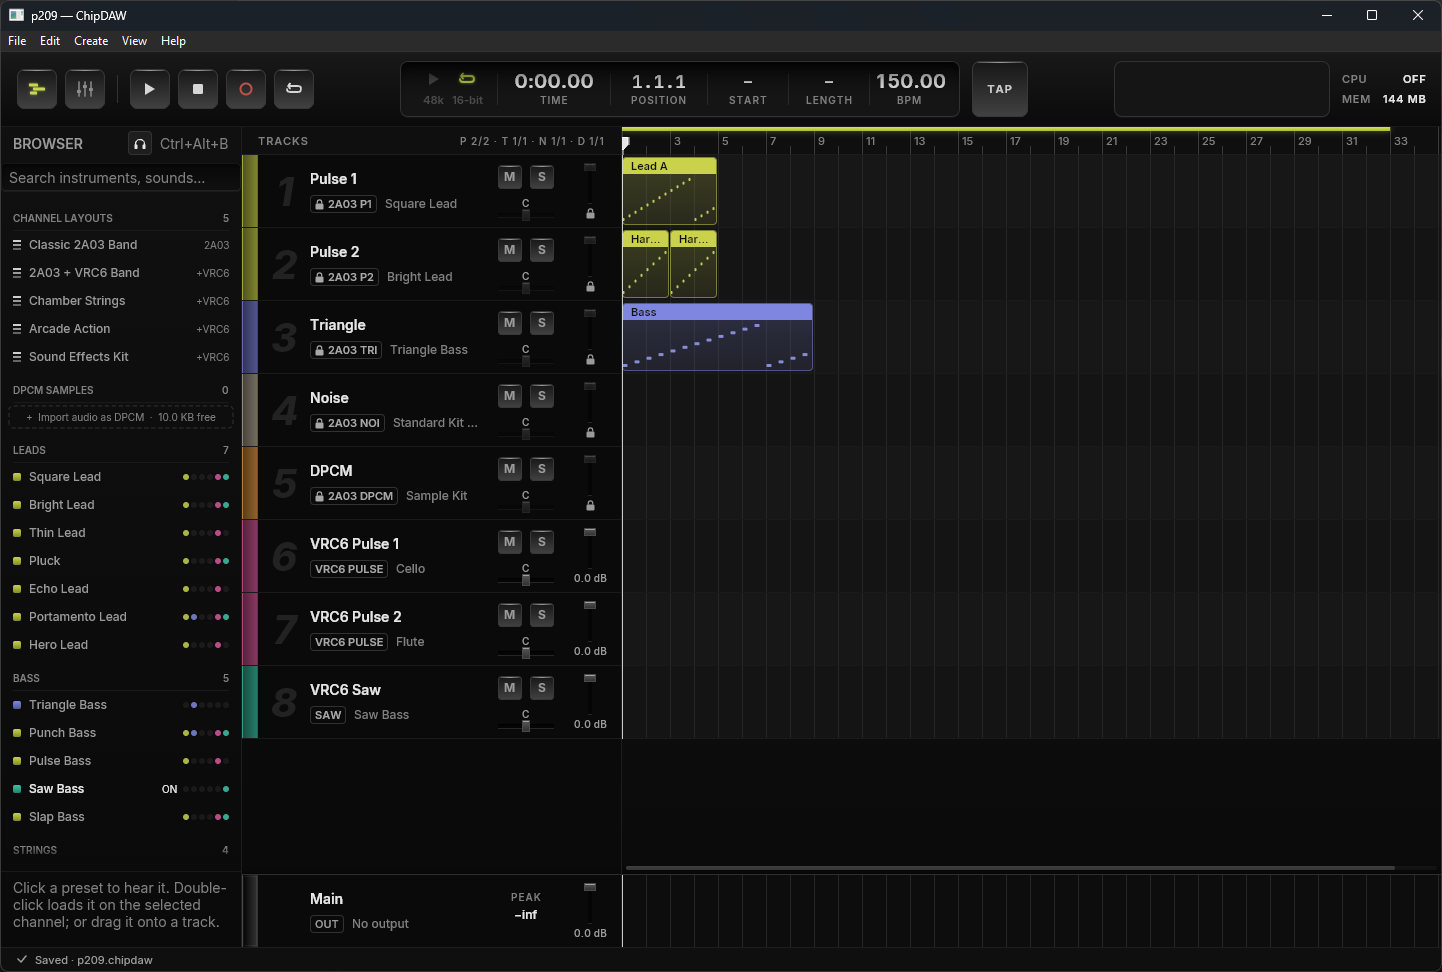 p209 — ChipDAW
File Edit Create View Help
48k 16-bit
0:00.00
TIME
1.1.1
POSITION
–
START
–
LENGTH
150.00
BPM
TAP
CPU OFF
MEM 144 MB
BROWSER Ctrl+Alt+B
Search instruments, sounds...
CHANNEL LAYOUTS 5
Classic 2A03 Band 2A03
2A03 + VRC6 Band +VRC6
Chamber Strings +VRC6
Arcade Action +VRC6
Sound Effects Kit +VRC6
DPCM SAMPLES 0
+ Import audio as DPCM · 10.0 KB free
LEADS 7
Square Lead
Bright Lead
Thin Lead
Pluck
Echo Lead
Portamento Lead
Hero Lead
BASS 5
Triangle Bass
Punch Bass
Pulse Bass
Saw Bass ON
Slap Bass
STRINGS 4
Click a preset to hear it. Double-
click loads it on the selected
channel; or drag it onto a track.
TRACKS P 2/2 · T 1/1 · N 1/1 · D 1/1
3 5 7 9 11 13 15 17 19 21 23 25 27 29 31 33
1 Pulse 1 M S
2A03 P1 Square Lead C
Lead A
2 Pulse 2 M S
2A03 P2 Bright Lead C
Har... Har...
3 Triangle M S
2A03 TRI Triangle Bass C
Bass
4 Noise M S
2A03 NOI Standard Kit ... C
5 DPCM M S
2A03 DPCM Sample Kit C
6 VRC6 Pulse 1 M S
VRC6 PULSE Cello C 0.0 dB
7 VRC6 Pulse 2 M S
VRC6 PULSE Flute C 0.0 dB
8 VRC6 Saw M S
SAW Saw Bass C 0.0 dB
Main PEAK
OUT No output –inf 0.0 dB
Saved · p209.chipdaw